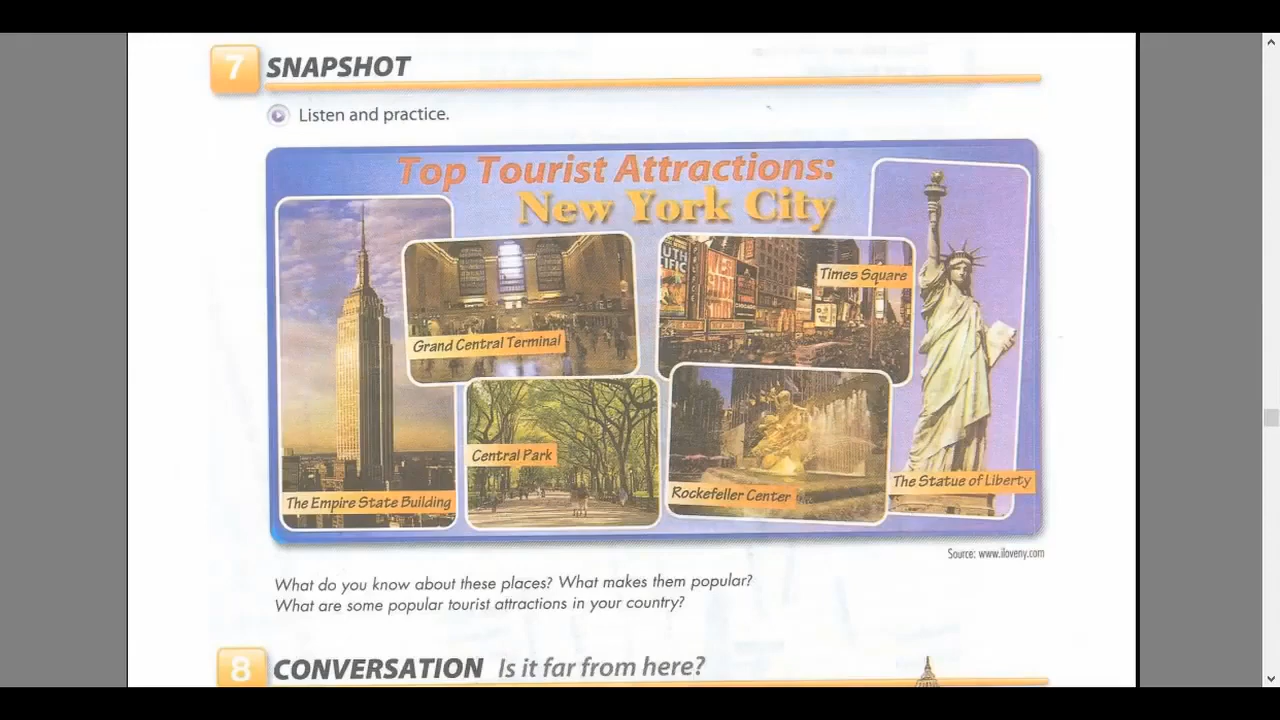 7 SNAPSHOT
Listen and practice.
Top Tourist Attractions:
New York City
Times Square
Grand Central Terminal
Central Park
The Empire State Building
Rockefeller Center
The Statue of Liberty
Source: www.iloveny.com
What do you know about these places? What makes them popular?
What are some popular tourist attractions in your country?
8 CONVERSATION Is it far from here?